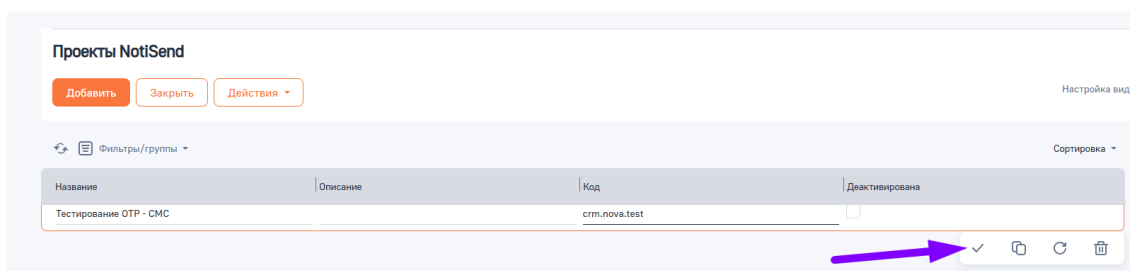 Проекты NotiSend
Добавить Закрыть Действия
Настройка вид
Фильтры/группы Сортировка
Название Описание Код Деактивирована
Тестирование ОТР - СМС crm.nova.test